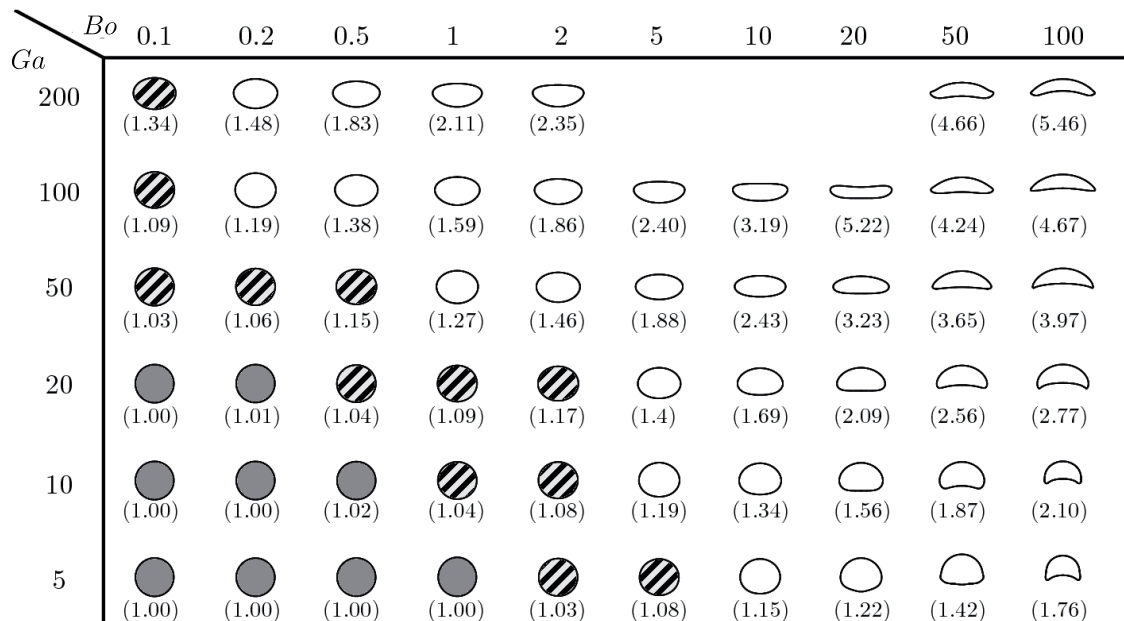 Bo 0.1 0.2 0.5 1 2 5 10 20 50 100
Ga
200
(1.34) (1.48) (1.83) (2.11) (2.35) (4.66) (5.46)
100
(1.09) (1.19) (1.38) (1.59) (1.86) (2.40) (3.19) (5.22) (4.24) (4.67)
50
(1.03) (1.06) (1.15) (1.27) (1.46) (1.88) (2.43) (3.23) (3.65) (3.97)
20
(1.00) (1.01) (1.04) (1.09) (1.17) (1.4) (1.69) (2.09) (2.56) (2.77)
10
(1.00) (1.00) (1.02) (1.04) (1.08) (1.19) (1.34) (1.56) (1.87) (2.10)
5
(1.00) (1.00) (1.00) (1.00) (1.03) (1.08) (1.15) (1.22) (1.42) (1.76)